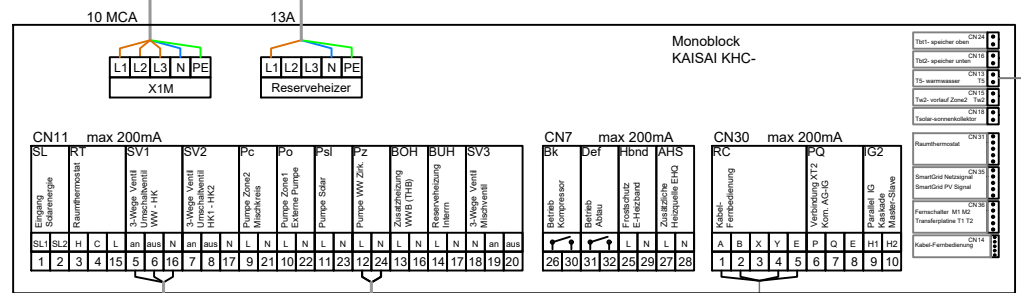 10 MCA
13A
L1 L2 L3 N PE
X1M
L1 L2 L3 N PE
Reserveheizer
Monoblock
KAISAI KHC-
CN24
Tbt1- speicher oben
CN16
Tbt2- speicher unten
CN13
T5- warmwasser T5
CN15
Tw2- vorlauf Zone2 Tw2
CN18
Tsolar-sonnenkollektor
CN31
Raumthermostat
CN35
SmartGrid Netzsignal
SmartGrid PV Signal
CN36
Fernschalter M1 M2
Transferplatine T1 T2
CN14
Kabel-Fernbedienung
CN11 max 200mA
SL RT SV1 SV2 Pc Po Psl Pz BOH BUH SV3
Eingang
Solarenergie
Raumthermostat
3-Wege Ventil
Umschaltventil
WW - HK
3-Wege Ventil
Umschaltventil
HK1 - HK2
Pumpe Zone2
Mischkreis
Pumpe Zone1
Externe Pumpe
Pumpe Solar
Pumpe WW Zirk.
Zusatzheizung
WWB (THB)
Reserveheizung
Interrn
3-Wege Ventil
Mischventil
SL1 SL2 H C L an aus N an aus N L N L N L N L N L N L N N an aus
1 2 3 4 15 5 6 16 7 8 17 9 21 10 22 11 23 12 24 13 16 14 17 18 19 20
CN7 max 200mA
Bk Def Hbnd AHS
Betrieb
Kompressor
Betrieb
Abtau
Frostschutz
E-Heizband
Zusätzliche
Heizquelle EHQ
L N L N
26 30 31 32 25 29 27 28
CN30 max 200mA
RC PQ IG2
Kabel-
Fernbedienung
Verbindung XT2
Kom. AG-IG
Parallel IG
Kaskade
Master-Slave
A B X Y E P Q E H1 H2
1 2 3 4 5 6 7 8 9 10